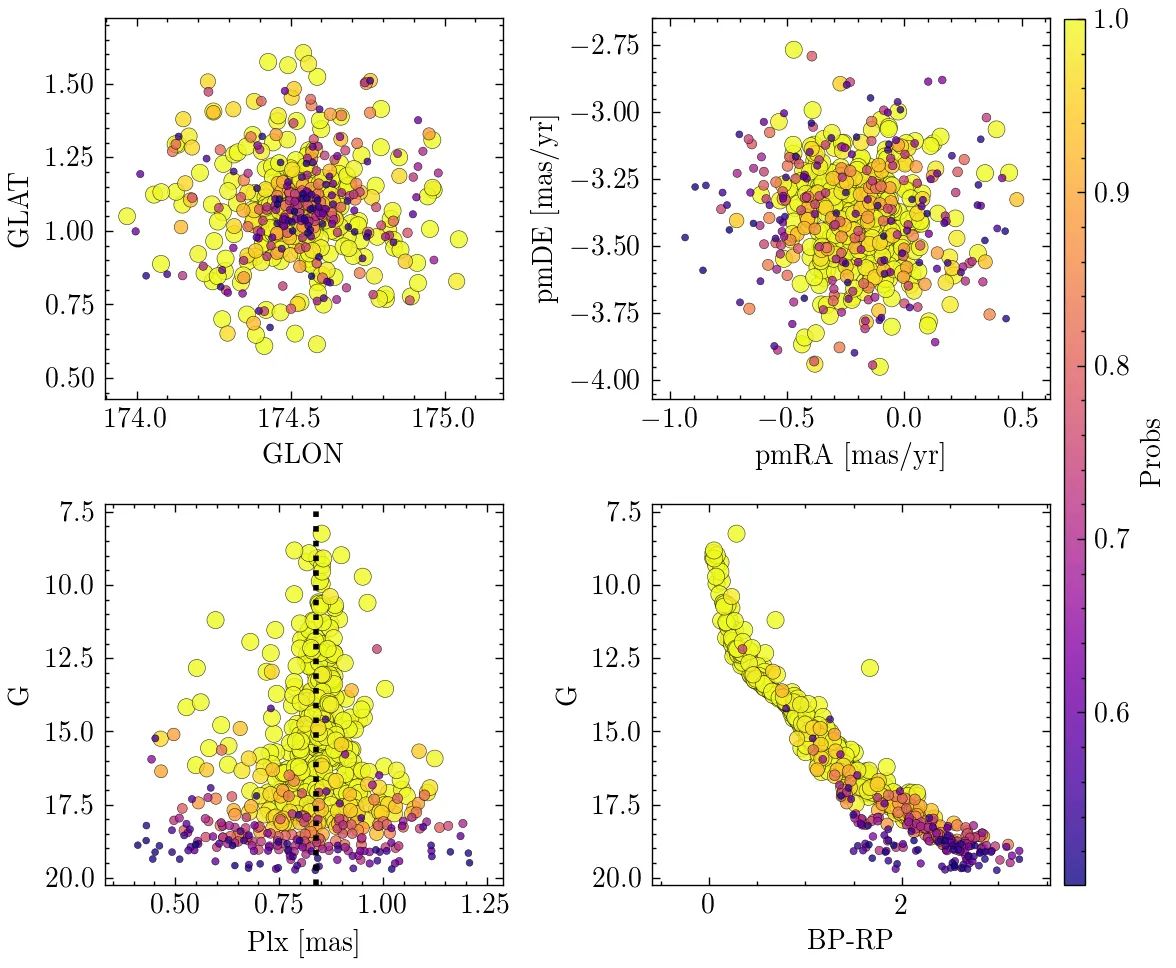 1.50
1.25
1.00
0.75
0.50
GLAT
174.0 174.5 175.0
GLON
−2.75
−3.00
−3.25
−3.50
−3.75
−4.00
pmDE [mas/yr]
−1.0 −0.5 0.0 0.5
pmRA [mas/yr]
7.5
10.0
12.5
15.0
17.5
20.0
G
0.50 0.75 1.00 1.25
Plx [mas]
7.5
10.0
12.5
15.0
17.5
20.0
G
0 2
BP-RP
1.0
0.9
0.8
0.7
0.6
Probs